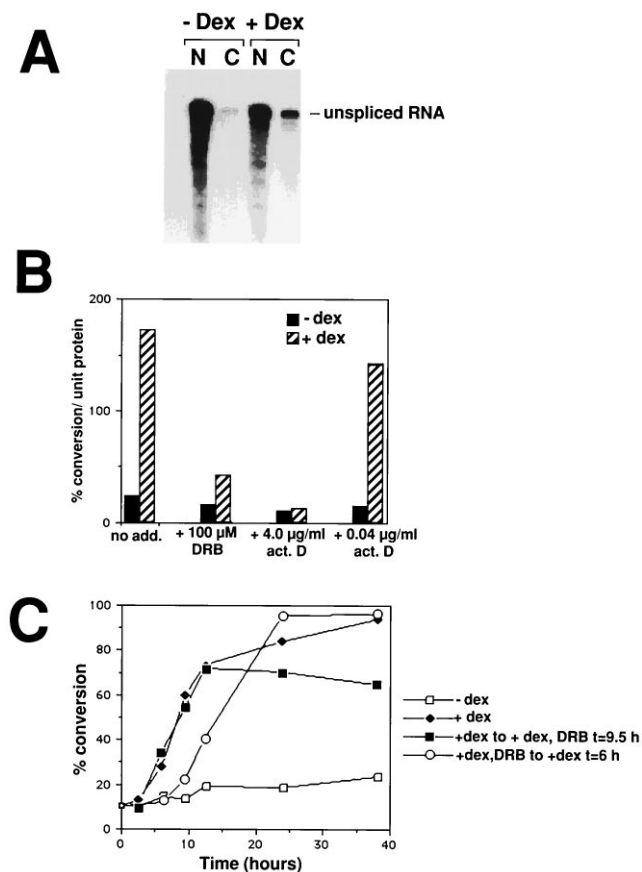 A
- Dex + Dex
N C N C
unspliced RNA
B
200
100
0
% conversion/ unit protein
- dex
+ dex
no add.
+ 100 µM
DRB
+ 4.0 µg/ml
act. D
+ 0.04 µg/ml
act. D
C
100
80
60
40
20
0
% conversion
0 10 20 30 40
Time (hours)
- dex
+ dex
+dex to + dex, DRB t=9.5 h
+dex,DRB to +dex t=6 h